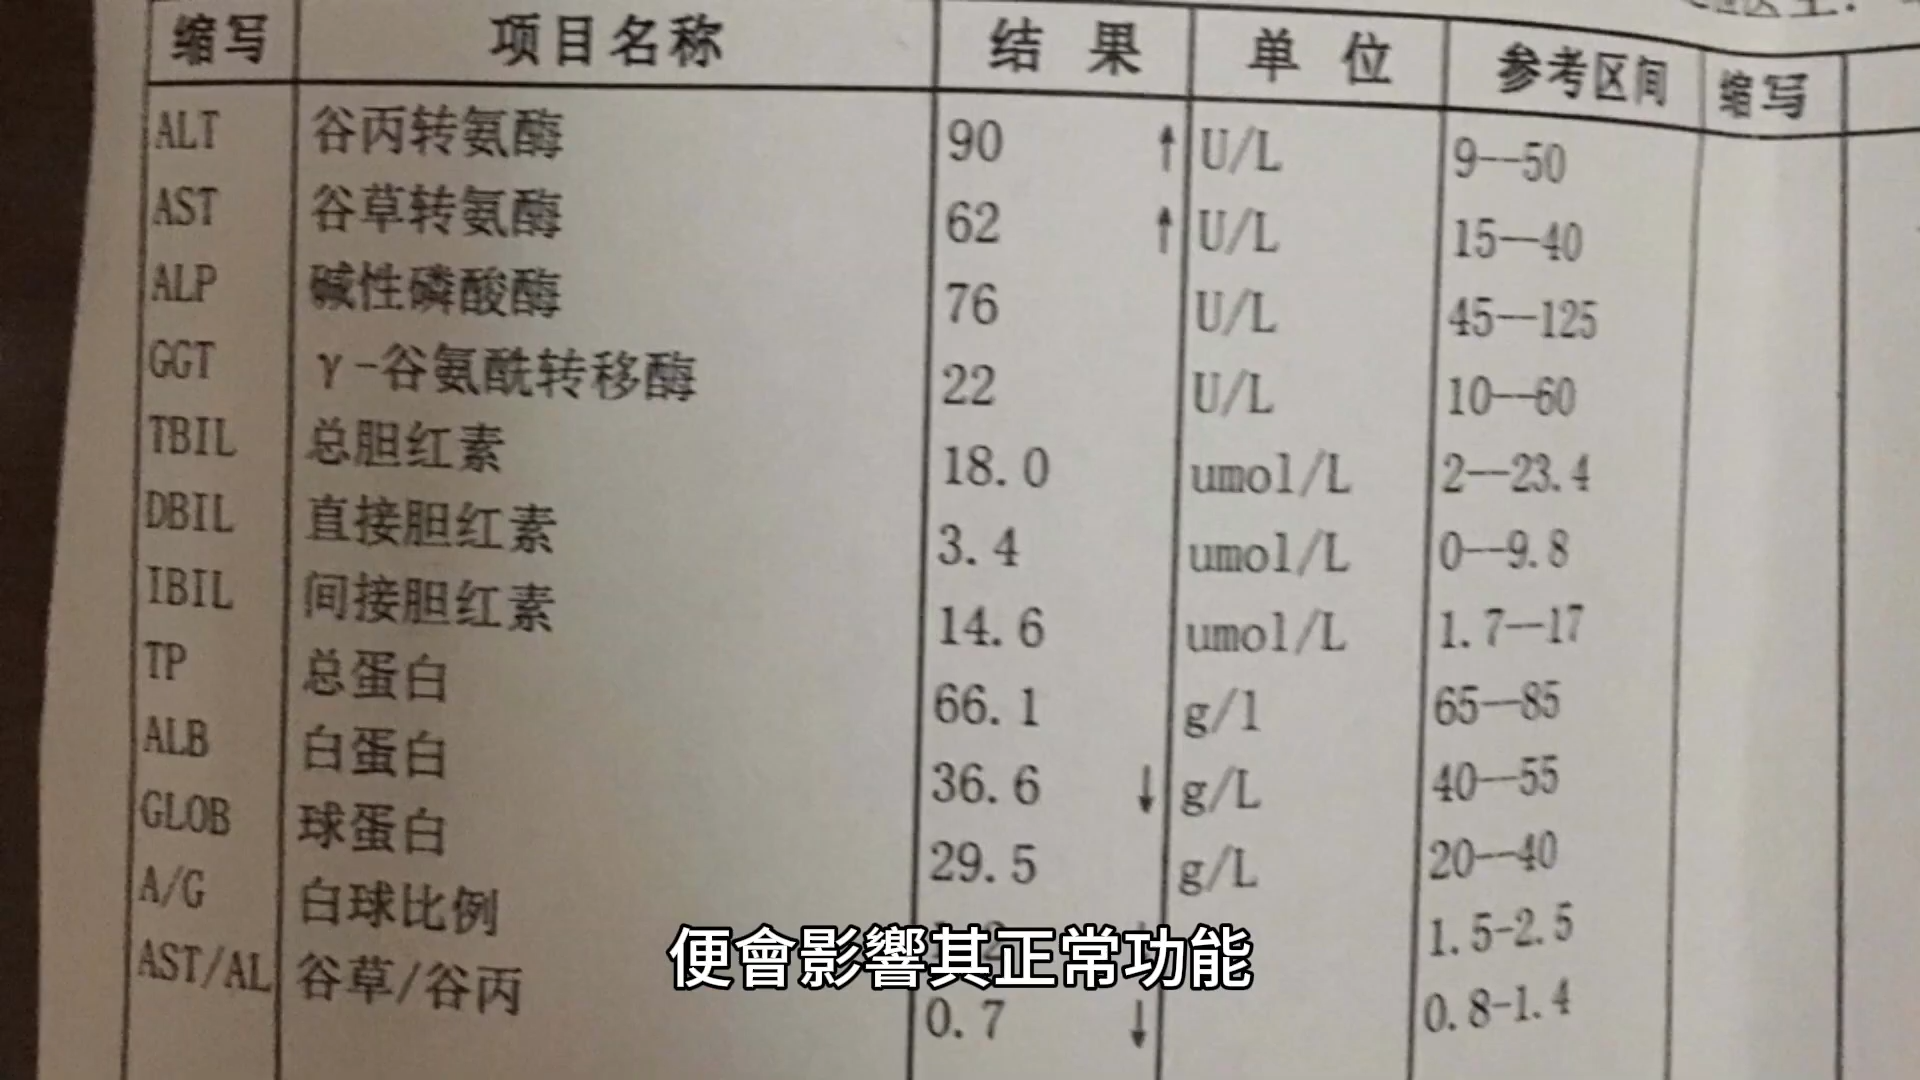 缩写 项目名称 结果 单位 参考区间 缩写
ALT 谷丙转氨酶 90 ↑ U/L 9--50
AST 谷草转氨酶 62 ↑ U/L 15--40
ALP 碱性磷酸酶 76 U/L 45--125
GGT γ-谷氨酰转移酶 22 U/L 10--60
TBIL 总胆红素 18.0 umol/L 2--23.4
DBIL 直接胆红素 3.4 umol/L 0--9.8
IBIL 间接胆红素 14.6 umol/L 1.7--17
TP 总蛋白 66.1 g/l 65--85
ALB 白蛋白 36.6 ↓ g/L 40--55
GLOB 球蛋白 29.5 g/L 20--40
A/G 白球比例 1.5-2.5
AST/AL 谷草/谷丙 0.7 ↓ 0.8-1.4
便會影響其正常功能